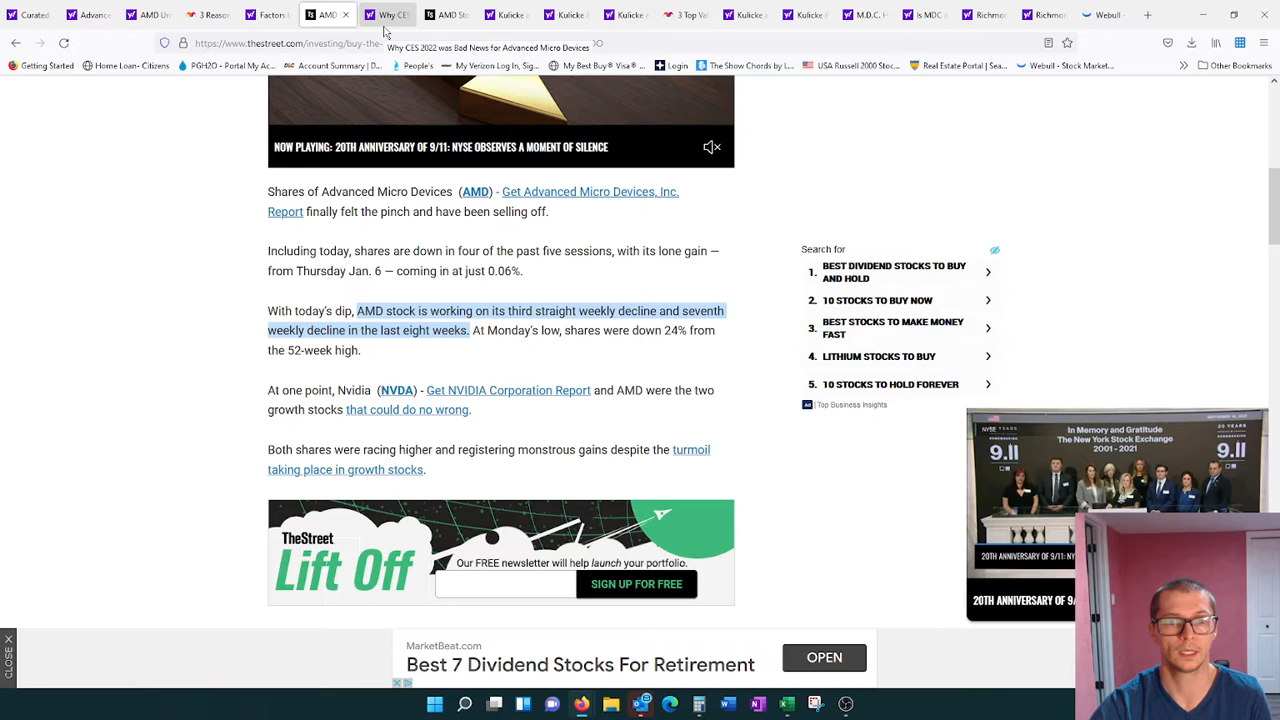 Curated
Advance
AMD Un
3 Reason
Factors t
AMD
Why CES
AMD Sto
Kulicke a
Kulicke &
Kulicke a
3 Top Val
Kulicke a
Kulicke &
M.D.C. H
Is MDC a
Richmon
Richmon
Webull -
https://www.thestreet.com/investing/buy-the-
Why CES 2022 was Bad News for Advanced Micro Devices
Getting Started
Home Loan- Citizens
PGH2O - Portal My Ac...
Account Summary | D...
People's
My Verizon Log In, Sig...
My Best Buy® Visa® ...
Login
The Show Chords by L...
USA Russell 2000 Stoc...
Real Estate Portal | Sea...
Webull - Stock Market...
Other Bookmarks
NOW PLAYING: 20TH ANNIVERSARY OF 9/11: NYSE OBSERVES A MOMENT OF SILENCE
Shares of Advanced Micro Devices (AMD) - Get Advanced Micro Devices, Inc.
Report finally felt the pinch and have been selling off.
Including today, shares are down in four of the past five sessions, with its lone gain —
from Thursday Jan. 6 — coming in at just 0.06%.
With today's dip, AMD stock is working on its third straight weekly decline and seventh
weekly decline in the last eight weeks. At Monday's low, shares were down 24% from
the 52-week high.
At one point, Nvidia (NVDA) - Get NVIDIA Corporation Report and AMD were the two
growth stocks that could do no wrong.
Both shares were racing higher and registering monstrous gains despite the turmoil
taking place in growth stocks.
TheStreet
Lift Off
Our FREE newsletter will help launch your portfolio.
SIGN UP FOR FREE
Search for
1. BEST DIVIDEND STOCKS TO BUY
AND HOLD
2. 10 STOCKS TO BUY NOW
3. BEST STOCKS TO MAKE MONEY
FAST
4. LITHIUM STOCKS TO BUY
5. 10 STOCKS TO HOLD FOREVER
Ad | Top Business Insights
In Memory and Gratitude
The New York Stock Exchange
2001 - 2021
9.11
9.11
20TH ANNIVERSARY OF 9/11: NY
20TH ANNIVERSARY OF 9/
CLOSE X
MarketBeat.com
Best 7 Dividend Stocks For Retirement
OPEN